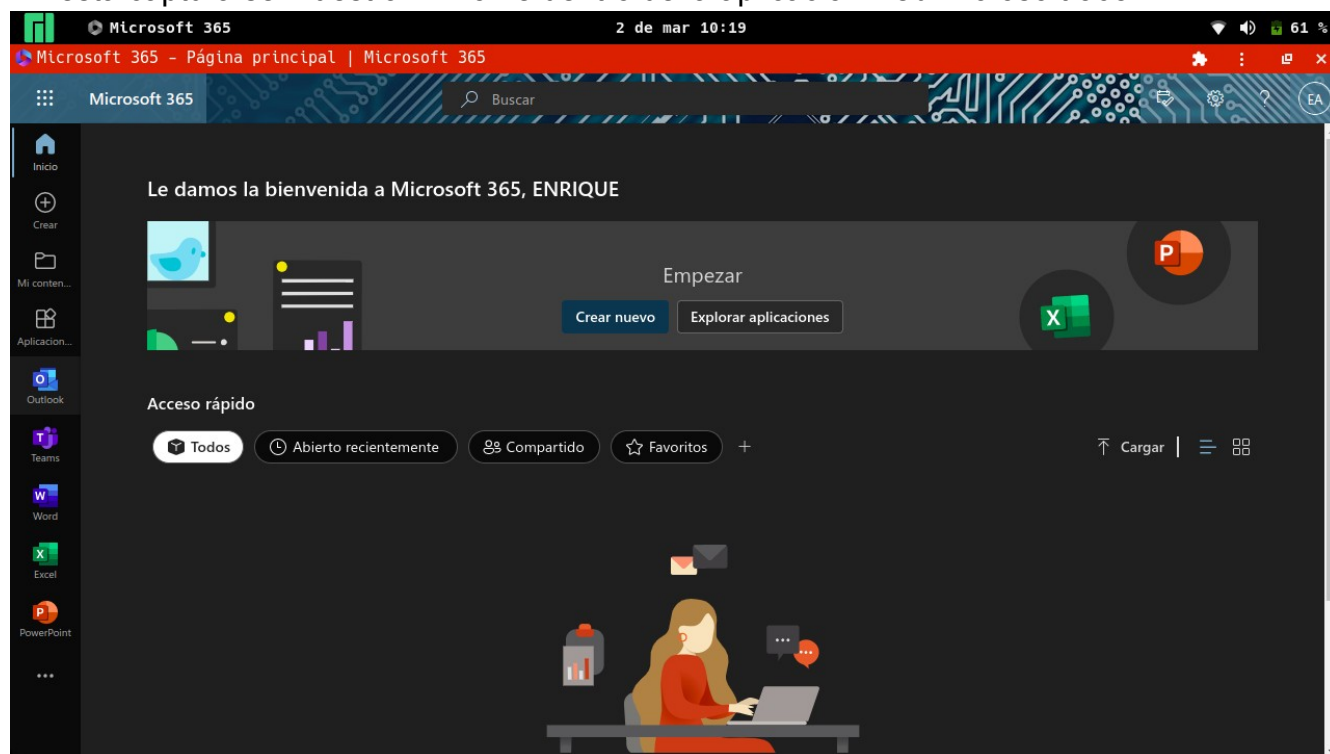 Microsoft 365 2 de mar 10:19 61 %
Microsoft 365 – Página principal | Microsoft 365
Microsoft 365 Buscar ? EA
Inicio
Crear
Mi conten...
Aplicacion...
Outlook
Teams
Word
Excel
PowerPoint
Le damos la bienvenida a Microsoft 365, ENRIQUE
Empezar
Crear nuevo Explorar aplicaciones
P
X
Acceso rápido
Todos Abierto recientemente Compartido Favoritos + Cargar